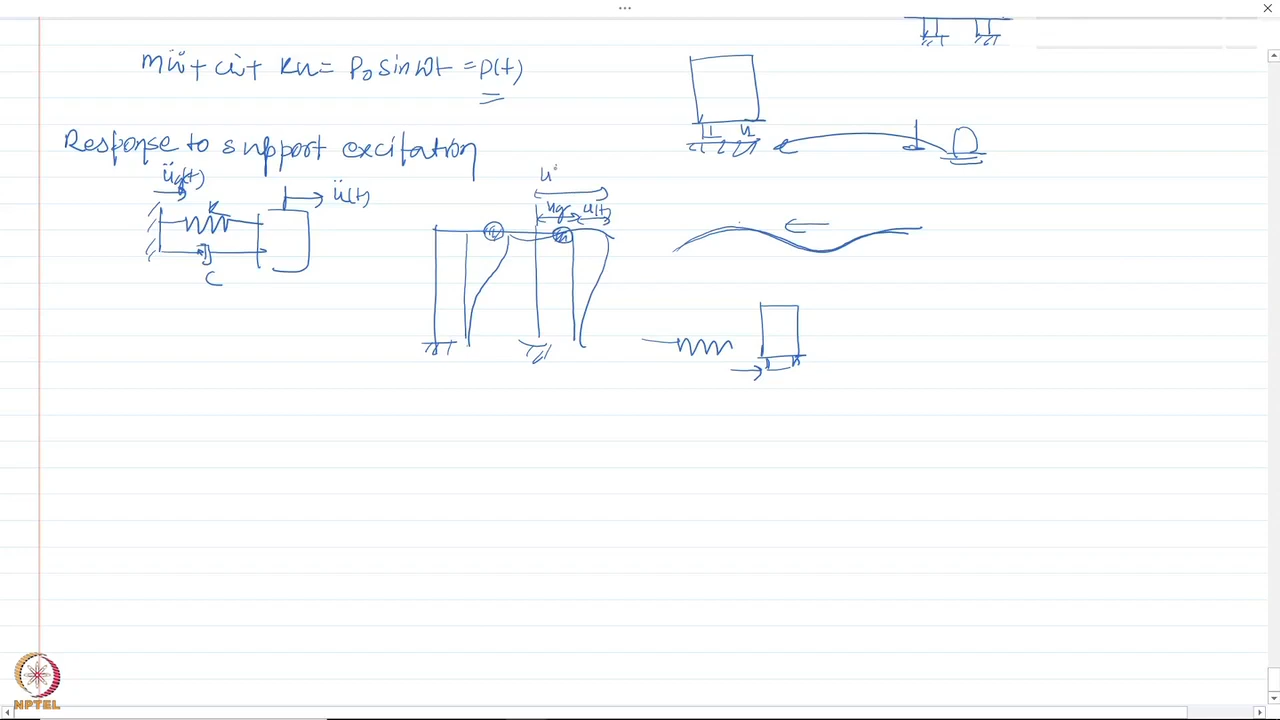 mü + cu̇ + ku = P₀ sin ωt = P(t)
Response to support excitation
üg(t)
ü(t)
K
C
u
ug
u(t)
NPTEL